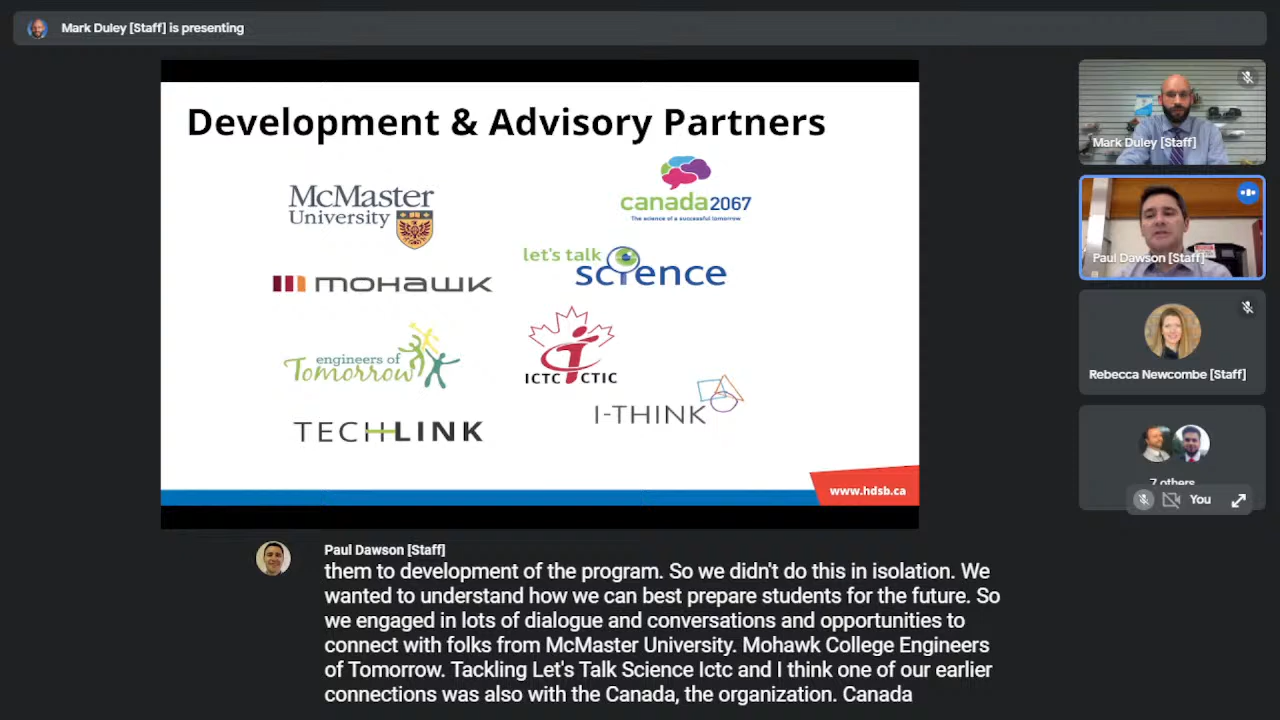 Mark Duley [Staff] is presenting
Development & Advisory Partners
McMaster
University
canada2067
The science of a successful tomorrow
let's talk
science
mohawk
engineers of
Tomorrow
ICTC CTIC
I-THINK
TECHLINK
www.hdsb.ca
Mark Duley [Staff]
Paul Dawson [Staff]
Rebecca Newcombe [Staff]
7 others
You
Paul Dawson [Staff]
them to development of the program. So we didn't do this in isolation. We
wanted to understand how we can best prepare students for the future. So
we engaged in lots of dialogue and conversations and opportunities to
connect with folks from McMaster University. Mohawk College Engineers
of Tomorrow. Tackling Let's Talk Science Ictc and I think one of our earlier
connections was also with the Canada, the organization. Canada